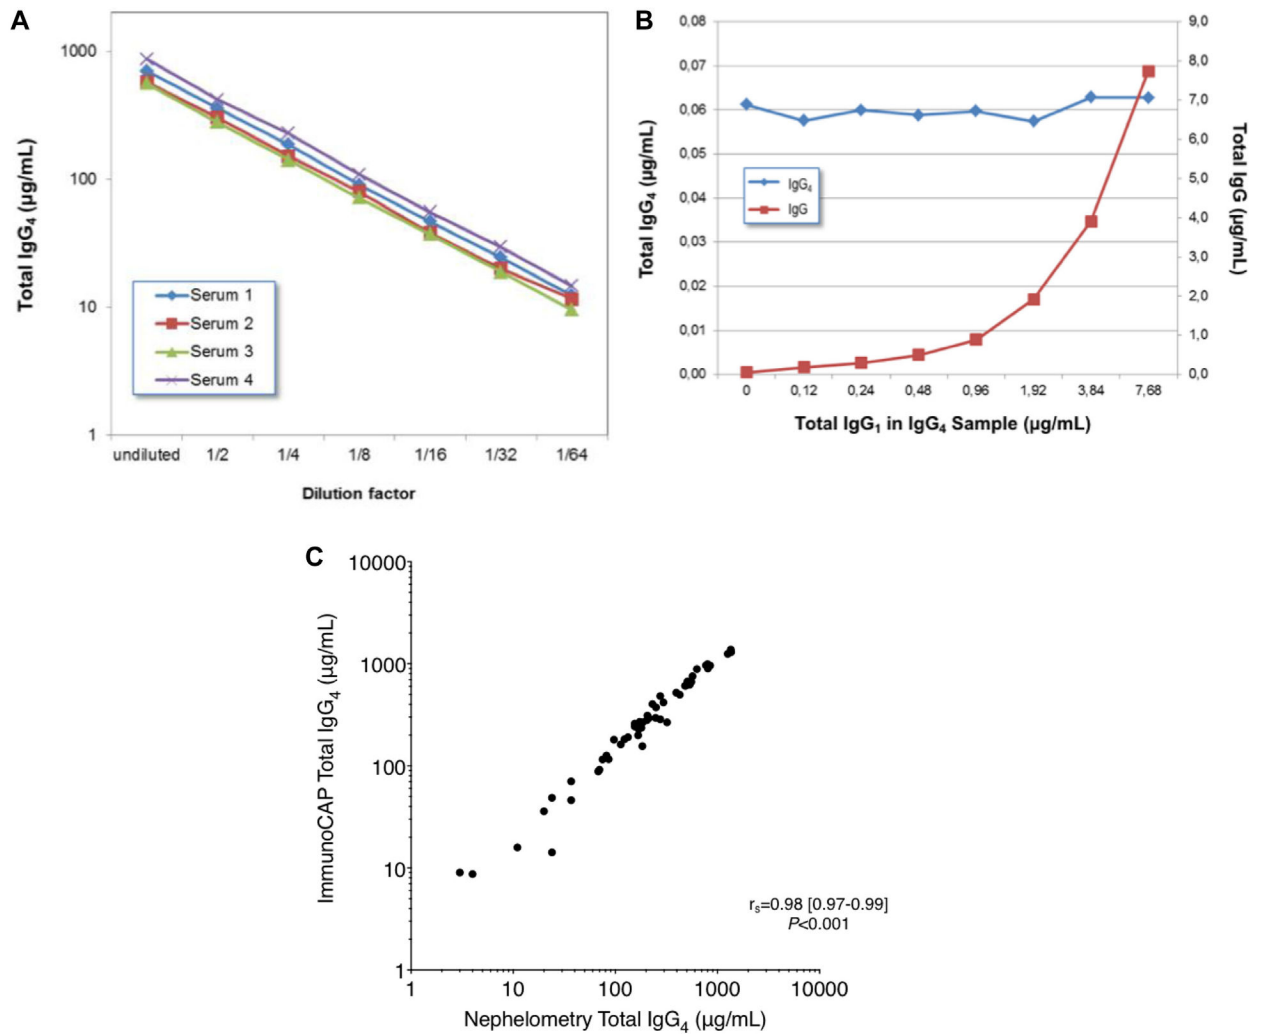 A
Total IgG4 (µg/mL)
1000
100
10
1
Serum 1
Serum 2
Serum 3
Serum 4
undiluted 1/2 1/4 1/8 1/16 1/32 1/64
Dilution factor
B
Total IgG4 (µg/mL)
0,08
0,07
0,06
0,05
0,04
0,03
0,02
0,01
0,00
IgG4
IgG
9,0
8,0
7,0
6,0
5,0
4,0
3,0
2,0
1,0
0,0
Total IgG (µg/mL)
0 0,12 0,24 0,48 0,96 1,92 3,84 7,68
Total IgG1 in IgG4 Sample (µg/mL)
C
ImmunoCAP Total IgG4 (µg/mL)
10000
1000
100
10
1
rs=0.98 [0.97-0.99]
P<0.001
1 10 100 1000 10000
Nephelometry Total IgG4 (µg/mL)